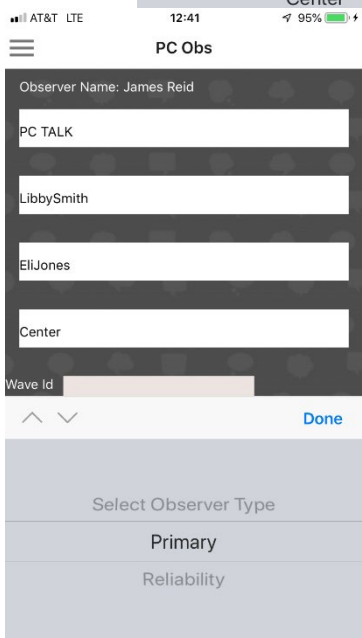 Center
AT&T LTE 12:41 95%
PC Obs
Observer Name: James Reid
PC TALK
LibbySmith
EliJones
Center
Wave Id
Done
Select Observer Type
Primary
Reliability